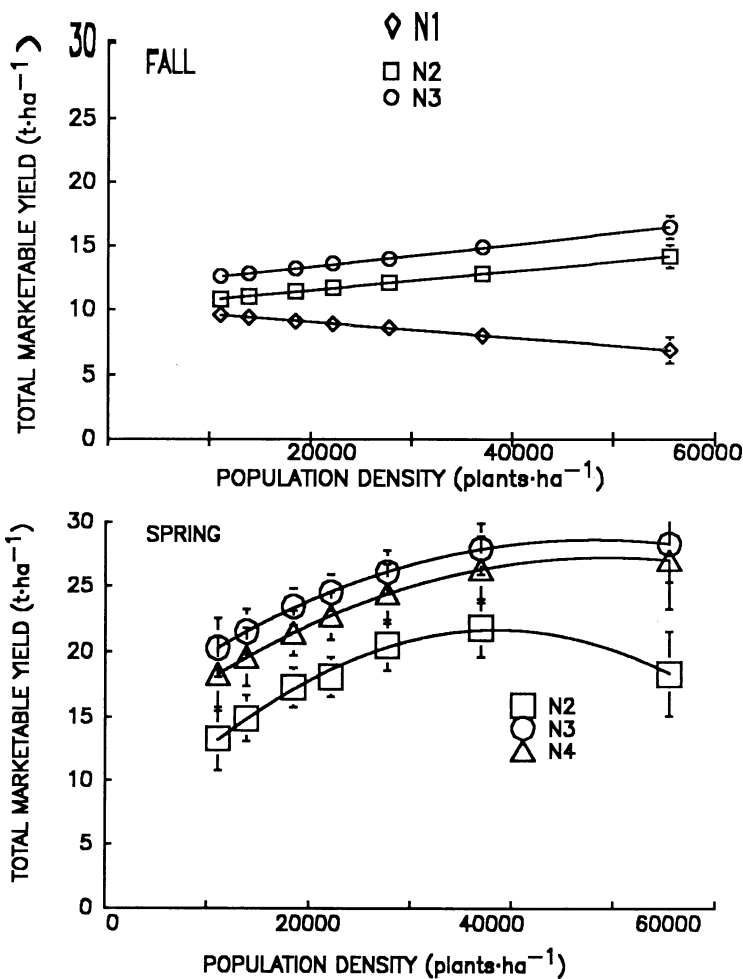 TOTAL MARKETABLE YIELD (t·ha⁻¹)
30
25
20
15
10
5
0
FALL
N1
N2
N3
20000
40000
60000
POPULATION DENSITY (plants·ha⁻¹)
TOTAL MARKETABLE YIELD (t·ha⁻¹)
30
25
20
15
10
5
0
SPRING
N2
N3
N4
0
20000
40000
60000
POPULATION DENSITY (plants·ha⁻¹)